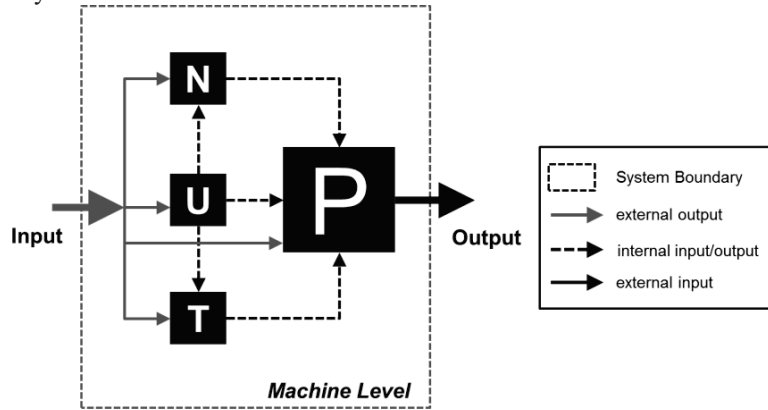 N
U
P
T
Input
Output
Machine Level
System Boundary
external output
internal input/output
external input